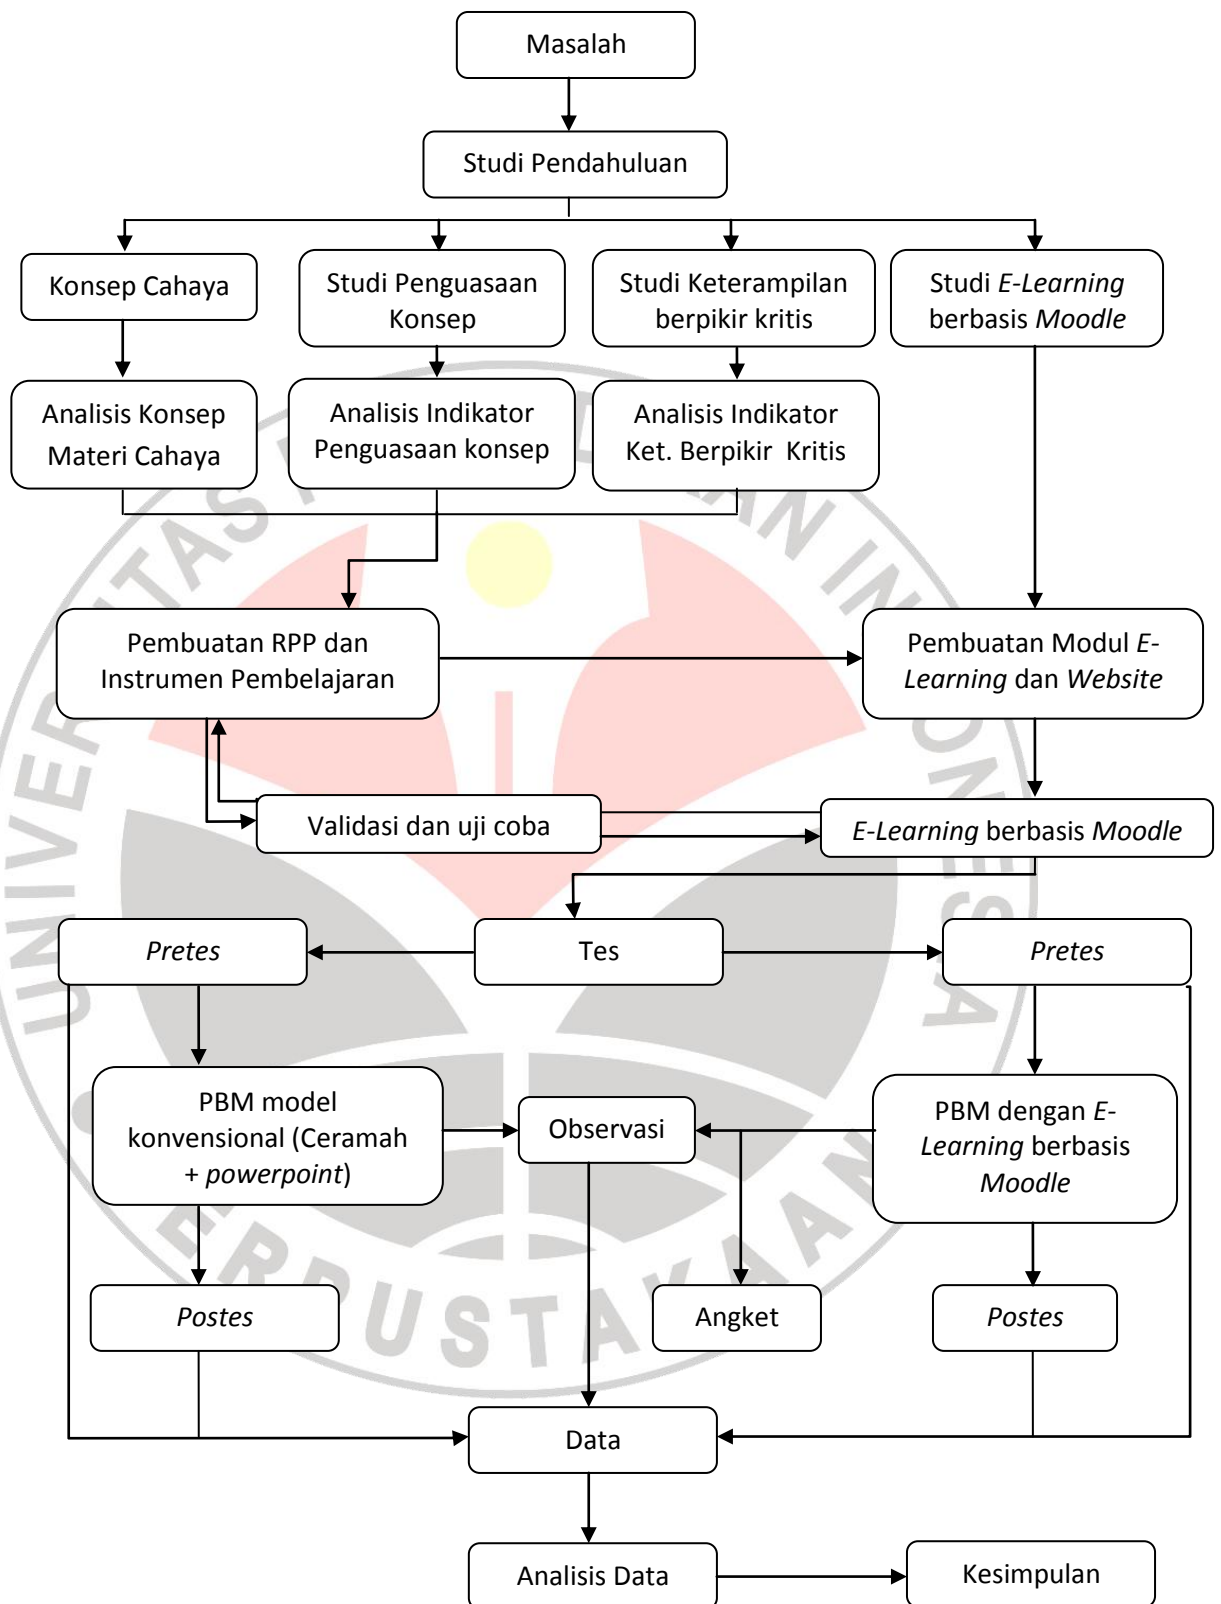 Masalah
Studi Pendahuluan
Konsep Cahaya
Studi Penguasaan
Konsep
Studi Keterampilan
berpikir kritis
Studi E-Learning
berbasis Moodle
Analisis Konsep
Materi Cahaya
Analisis Indikator
Penguasaan konsep
Analisis Indikator
Ket. Berpikir Kritis
Pembuatan RPP dan
Instrumen Pembelajaran
Pembuatan Modul E-
Learning dan Website
Validasi dan uji coba
E-Learning berbasis Moodle
Pretes
Tes
Pretes
PBM model
konvensional (Ceramah
+ powerpoint)
Observasi
PBM dengan E-
Learning berbasis
Moodle
Postes
Angket
Postes
Data
Analisis Data
Kesimpulan